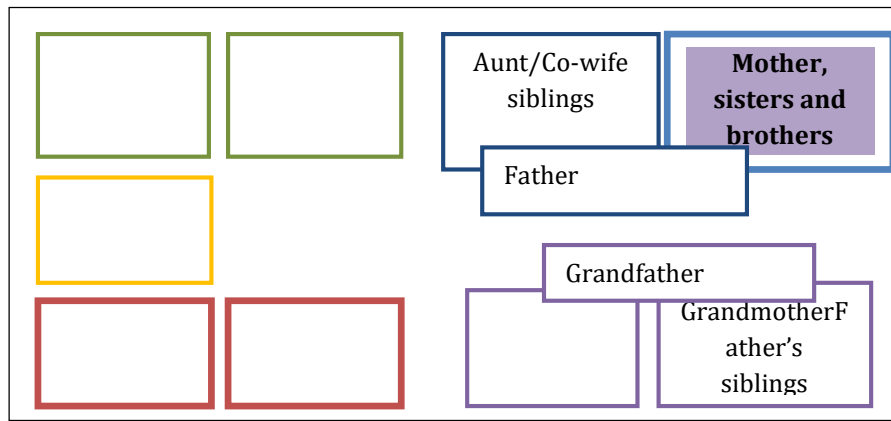 Aunt/Co-wife
siblings
Mother,
sisters and
brothers
Father
Grandfather
GrandmotherF
ather’s
siblings